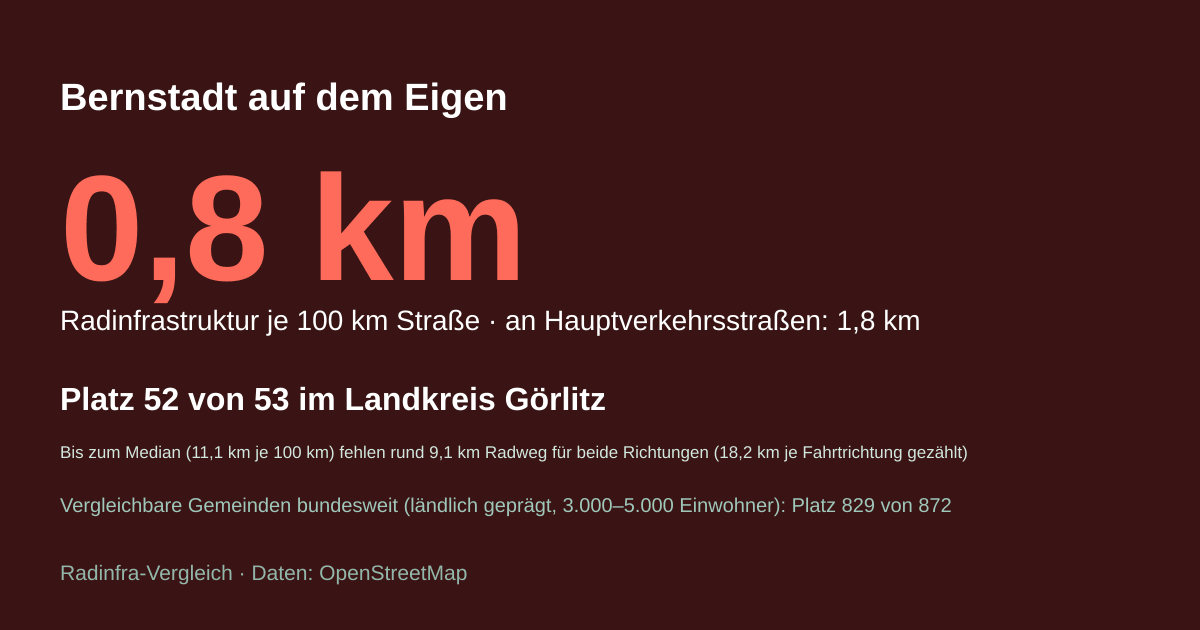 Bernstadt auf dem Eigen
0,8 km
Radinfrastruktur je 100 km Straße · an Hauptverkehrsstraßen: 1,8 km
Platz 52 von 53 im Landkreis Görlitz
Bis zum Median (11,1 km je 100 km) fehlen rund 9,1 km Radweg für beide Richtungen (18,2 km je Fahrtrichtung gezählt)
Vergleichbare Gemeinden bundesweit (ländlich geprägt, 3.000–5.000 Einwohner): Platz 829 von 872
Radinfra-Vergleich · Daten: OpenStreetMap